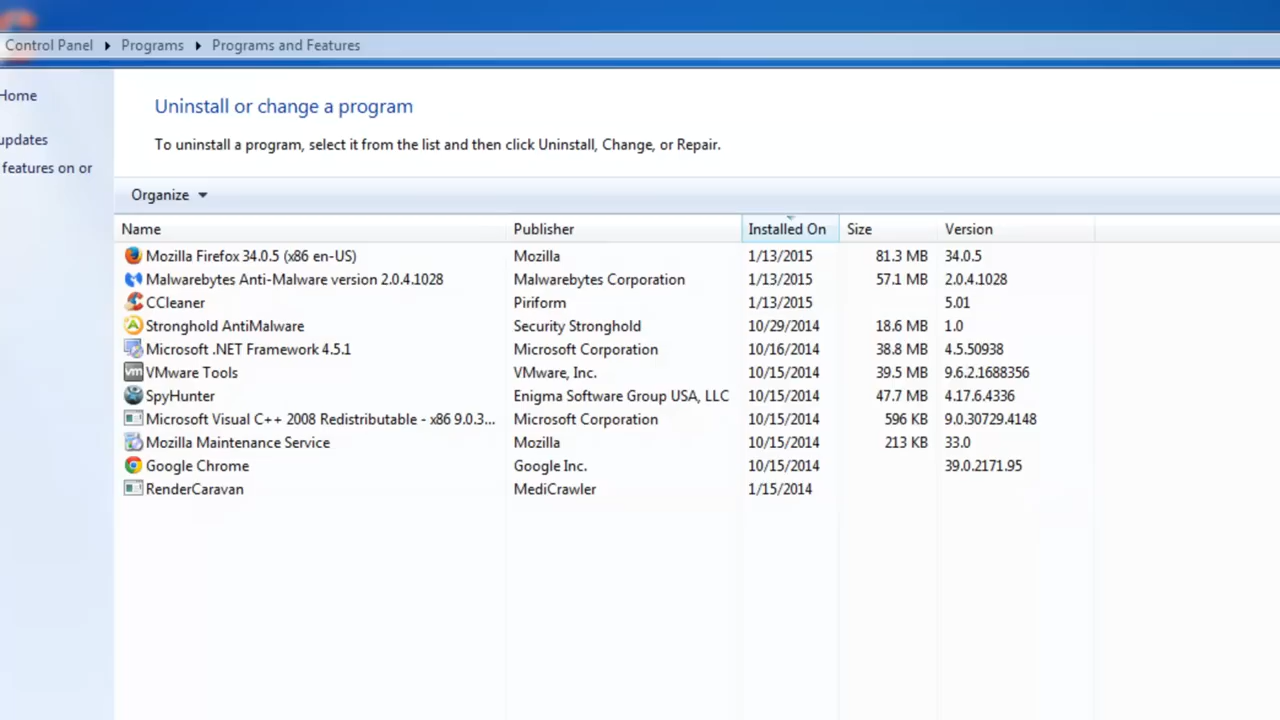 Control Panel Programs Programs and Features
Home
Uninstall or change a program
updates
To uninstall a program, select it from the list and then click Uninstall, Change, or Repair.
features on or
Organize
Name Publisher Installed On Size Version
Mozilla Firefox 34.0.5 (x86 en-US) Mozilla 1/13/2015 81.3 MB 34.0.5
Malwarebytes Anti-Malware version 2.0.4.1028 Malwarebytes Corporation 1/13/2015 57.1 MB 2.0.4.1028
CCleaner Piriform 1/13/2015 5.01
Stronghold AntiMalware Security Stronghold 10/29/2014 18.6 MB 1.0
Microsoft .NET Framework 4.5.1 Microsoft Corporation 10/16/2014 38.8 MB 4.5.50938
vm VMware Tools VMware, Inc. 10/15/2014 39.5 MB 9.6.2.1688356
SpyHunter Enigma Software Group USA, LLC 10/15/2014 47.7 MB 4.17.6.4336
Microsoft Visual C++ 2008 Redistributable - x86 9.0.3... Microsoft Corporation 10/15/2014 596 KB 9.0.30729.4148
Mozilla Maintenance Service Mozilla 10/15/2014 213 KB 33.0
Google Chrome Google Inc. 10/15/2014 39.0.2171.95
RenderCaravan MediCrawler 1/15/2014